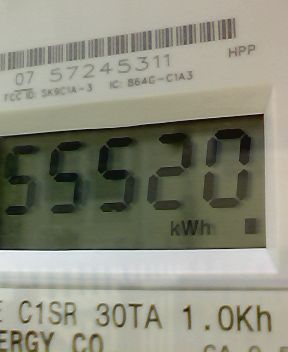 07 57245311
HPP
FCC ID: SK9C1A-3 IC: 864G-C1A3
55520
kWh
C1SR 30TA 1.0Kh
ERGY CO